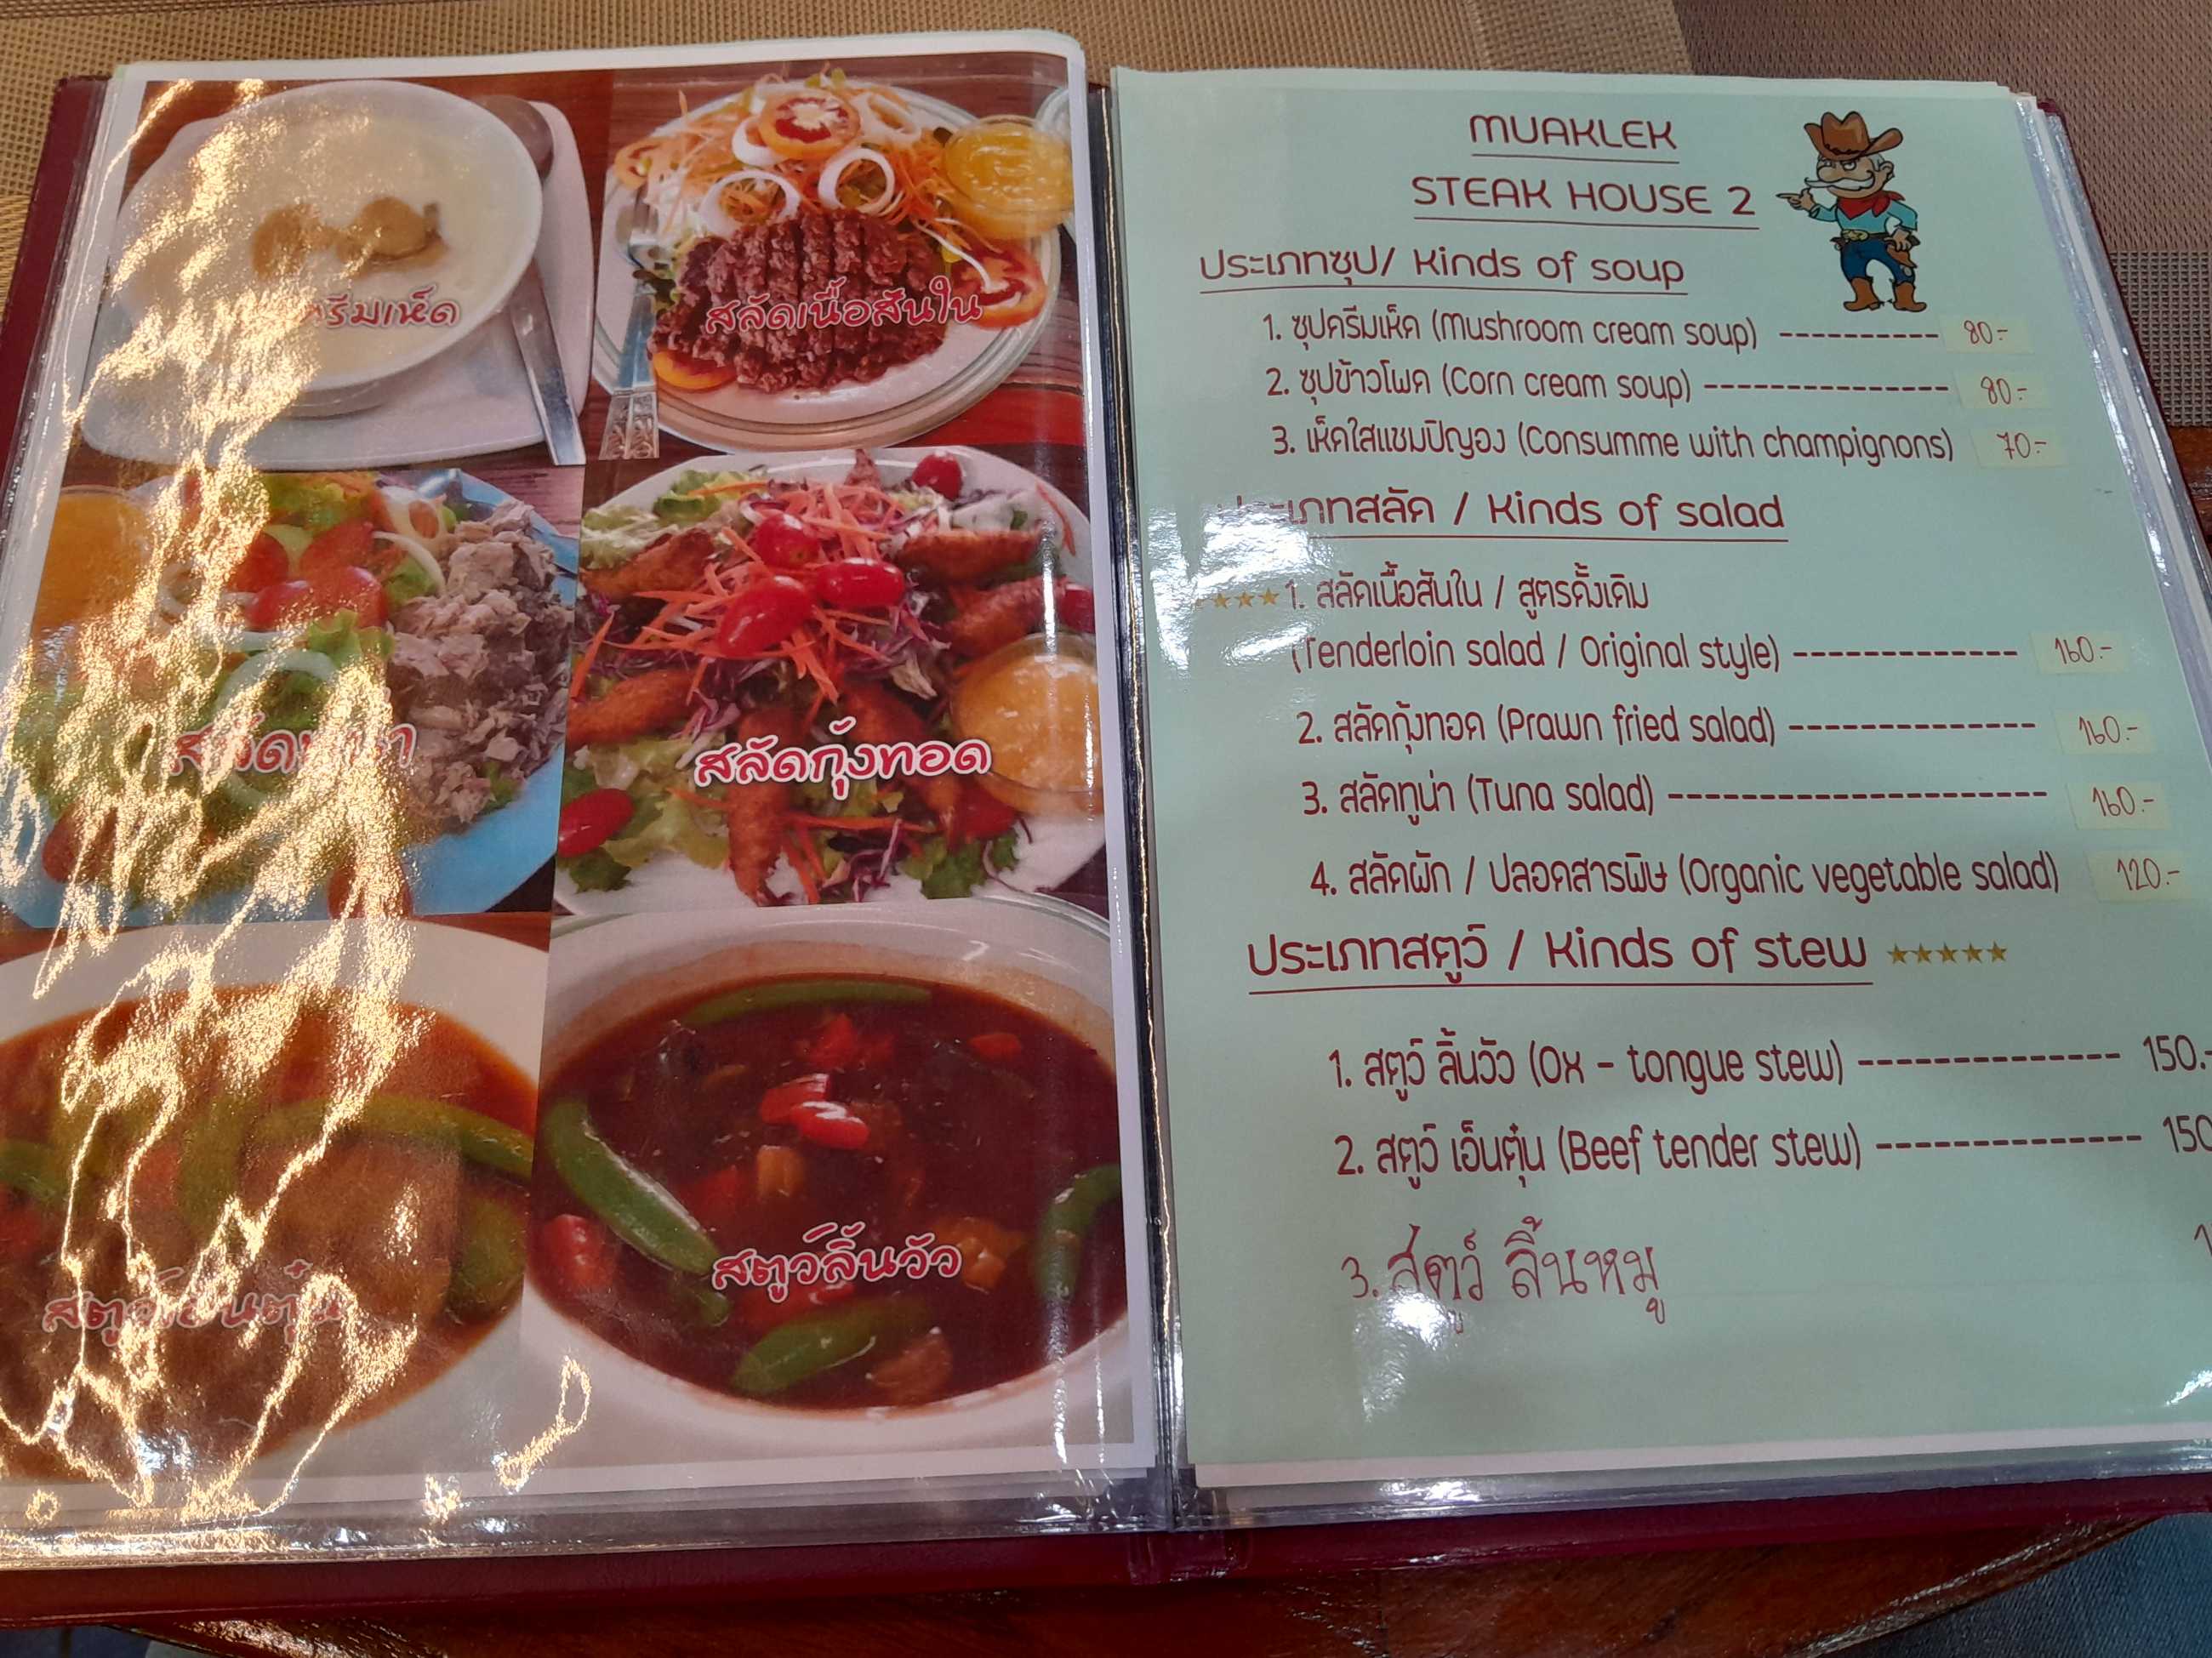 สลัดเนื้อสันใน
สลัดกุ้งทอด
สตูว์ลิ้นวัว
MUAKLEK
STEAK HOUSE 2
ประเภทซุป/ Kinds of soup
1. ซุปครีมเห็ด (Mushroom cream soup) ----------- 80.-
2. ซุปข้าวโพด (Corn cream soup) ---------------- 80.-
3. เห็ดใสแชมปิญอง (Consumme with champignons) 70.-
/ Kinds of salad
1. สลัดเนื้อสันใน / สูตรดั้งเดิม
(Tenderloin salad / Original style) ------------- 160.-
2. สลัดกุ้งทอด (Prawn fried salad) --------------- 160.-
3. สลัดทูน่า (Tuna salad) ---------------------- 160.-
4. สลัดผัก / ปลอดสารพิษ (Organic vegetable salad) 120.-
ประเภทสตูว์ / Kinds of stew
1. สตูว์ ลิ้นวัว (Ox - tongue stew) -------------- 150.-
2. สตูว์ เอ็นตุ๋น (Beef tender stew) -------------- 150
3. สตูว์ ลิ้นหมู